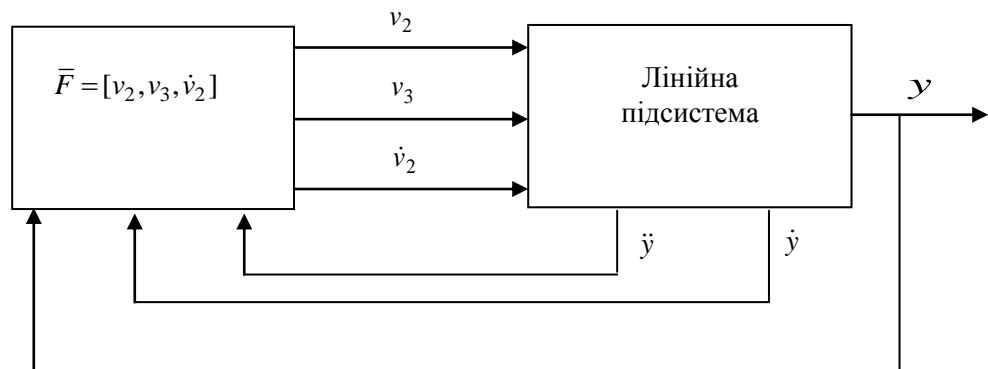 v₂
F̅ = [v₂, v₃, v̇₂]
v₃
v̇₂
Лінійна
підсистема
y
ÿ
ẏ